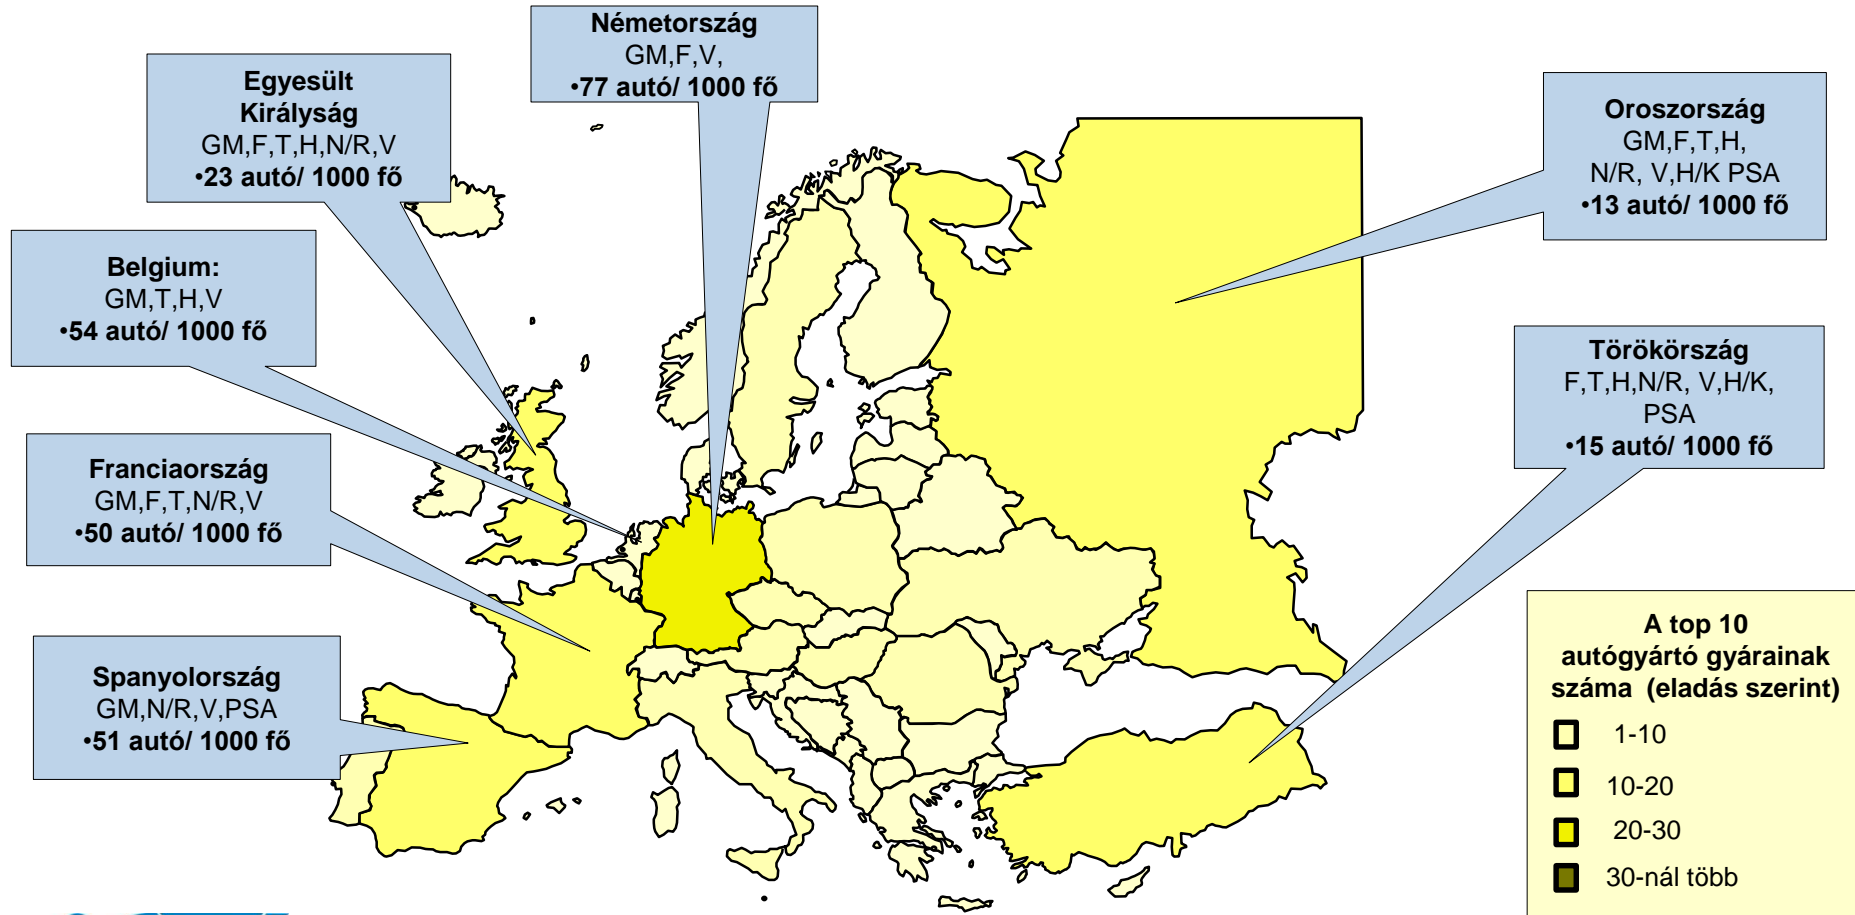 Németország
GM,F,V,
•77 autó/ 1000 fő
Egyesült
Királyság
GM,F,T,H,N/R,V
•23 autó/ 1000 fő
Oroszország
GM,F,T,H,
N/R, V,H/K PSA
•13 autó/ 1000 fő
Belgium:
GM,T,H,V
•54 autó/ 1000 fő
Törökország
F,T,H,N/R, V,H/K,
PSA
•15 autó/ 1000 fő
Franciaország
GM,F,T,N/R,V
•50 autó/ 1000 fő
Spanyolország
GM,N/R,V,PSA
•51 autó/ 1000 fő
A top 10
autógyártó gyárainak
száma (eladás szerint)
1-10
10-20
20-30
30-nál több